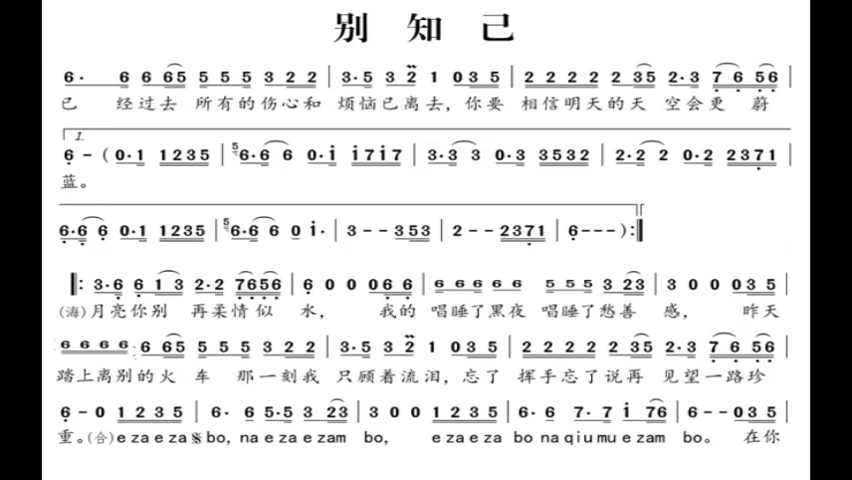 别知己
6· 6 6 65 5 5 5 3 2 2 | 3·5 3 2 1 0 3 5 | 2 2 2 2 2 35 2·3 7 6 56 |
已 经过去 所有的伤心和 烦恼已离去，你要 相信明天的天 空会更 蔚
1.
6 – (0·1 1235 | 5 6·6 6 0·i i7i7 | 3·3 3 0·3 3532 | 2·2 2 0·2 2371 |
蓝。
6·6 6 0·1 1235 | 5 6·6 6 0 i· | 3 – – 353 | 2 – – 2371 | 6 – – – ) :‖
‖: 3·6 6 1 3 2·2 7656 | 6 0 0 0 6 6 | 6 6 6 6 6 5 5 5 3 23 | 3 0 0 0 3 5 |
(海)月亮你别 再柔情似 水， 我的 唱睡了黑夜 唱睡了愁善 感， 昨天
6 6 6 6 6 65 5 5 5 3 2 2 | 3·5 3 2 1 0 3 5 | 2 2 2 2 2 35 2·3 7 6 56 |
踏上离别的火 车 那一刻我 只顾着流泪，忘了 挥手忘了说再 见望一路珍
6 – 0 1 2 3 5 | 6· 6 5·5 3 23 | 3 0 0 1 2 3 5 | 6·6 7·7 i 76 | 6 – – 0 3 5 |
重。(合)e za e za 𝄋 bo, na e za e zam bo, e za e za bo na qiu mu e zam bo。 在你